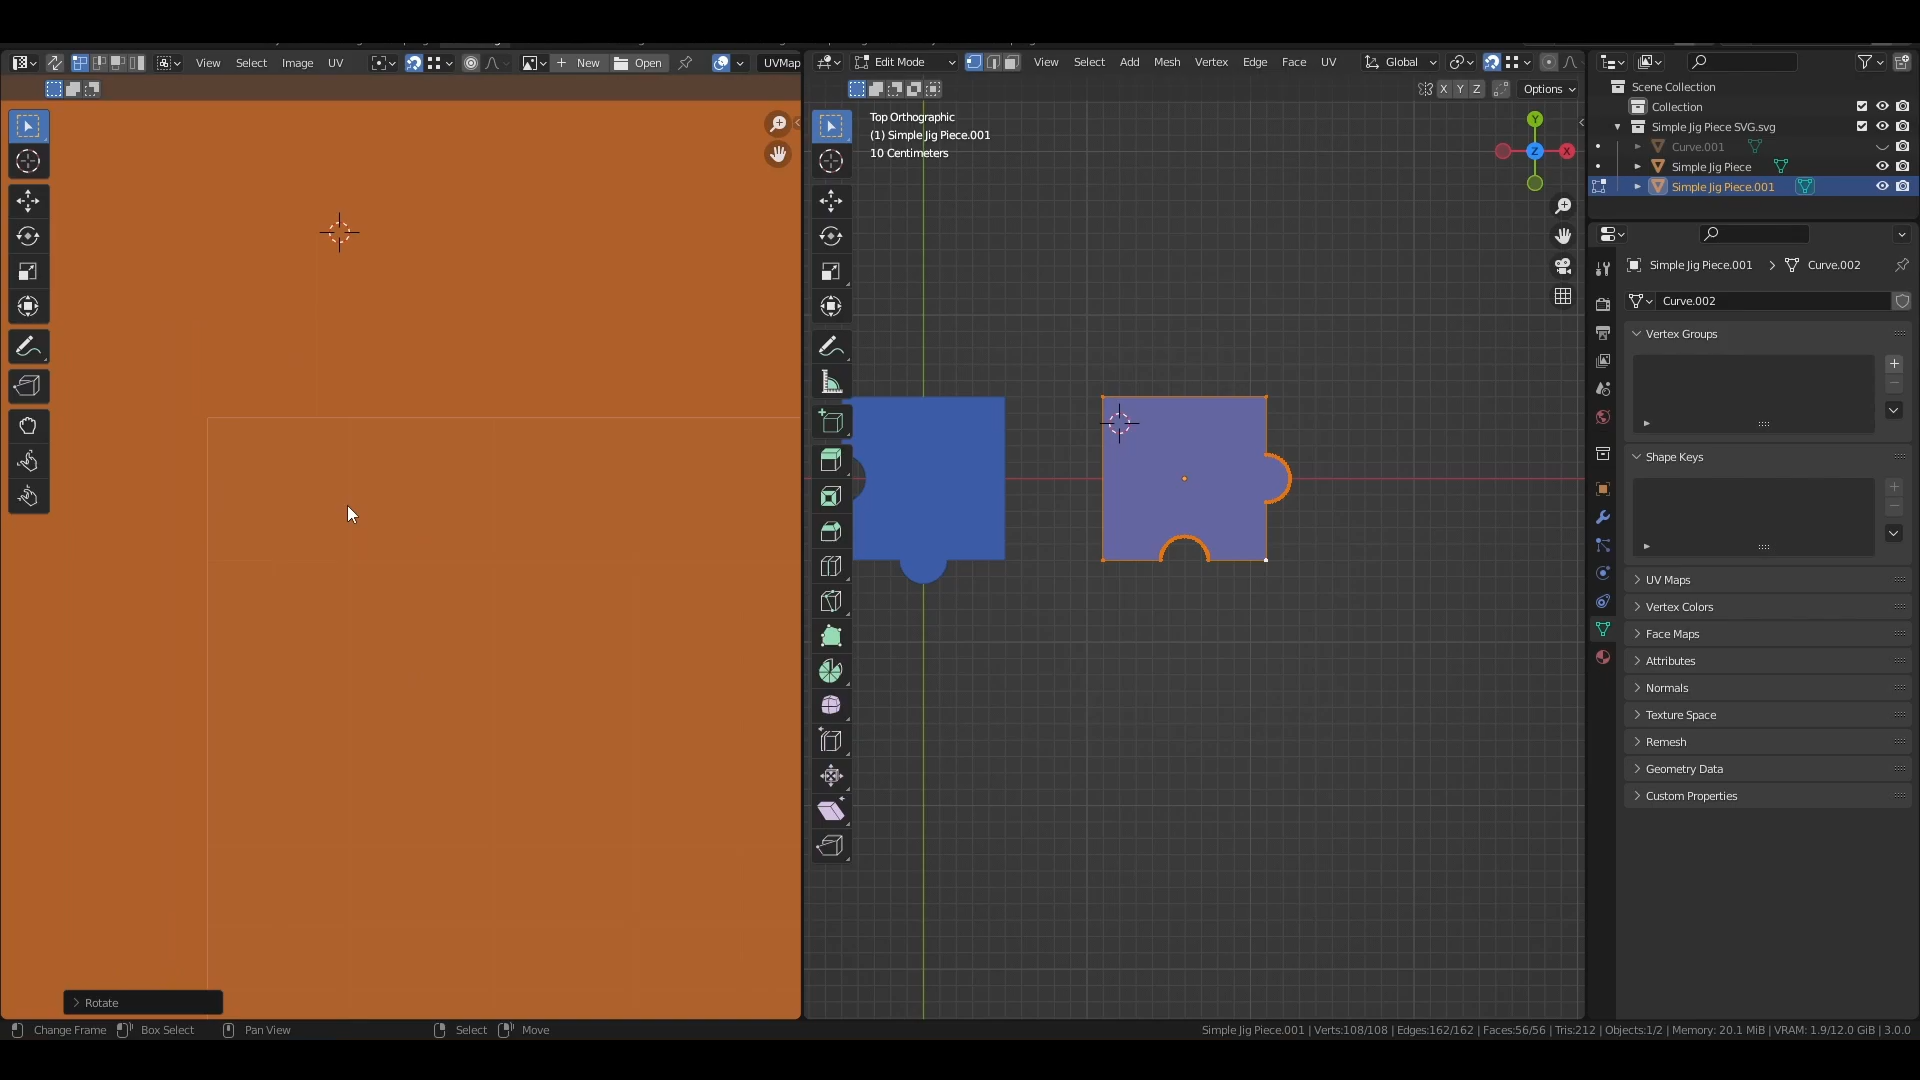 View Select Image UV
New Open
UVMap
Edit Mode
View Select Add Mesh Vertex Edge Face UV
Global
X Y Z
Options
Top Orthographic
(1) Simple Jig Piece.001
10 Centimeters
Y
Z
X
Scene Collection
Collection
Simple Jig Piece SVG.svg
Curve.001
Simple Jig Piece
Simple Jig Piece.001
Simple Jig Piece.001 Curve.002
Curve.002
Vertex Groups
Shape Keys
UV Maps
Vertex Colors
Face Maps
Attributes
Normals
Texture Space
Remesh
Geometry Data
Custom Properties
Rotate
Change Frame Box Select Pan View Select Move
Simple Jig Piece.001 | Verts:108/108 | Edges:162/162 | Faces:56/56 | Tris:212 | Objects:1/2 | Memory: 20.1 MiB | VRAM: 1.9/12.0 GiB | 3.0.0